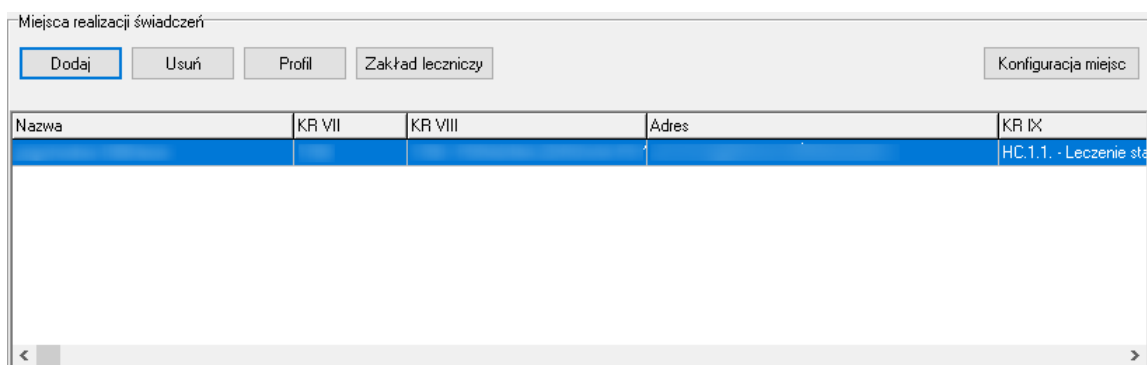 Miejsca realizacji świadczeń
Dodaj Usuń Profil Zakład leczniczy Konfiguracja miejsc
Nazwa KR VII KR VIII Adres KR IX
HC.1.1. - Leczenie